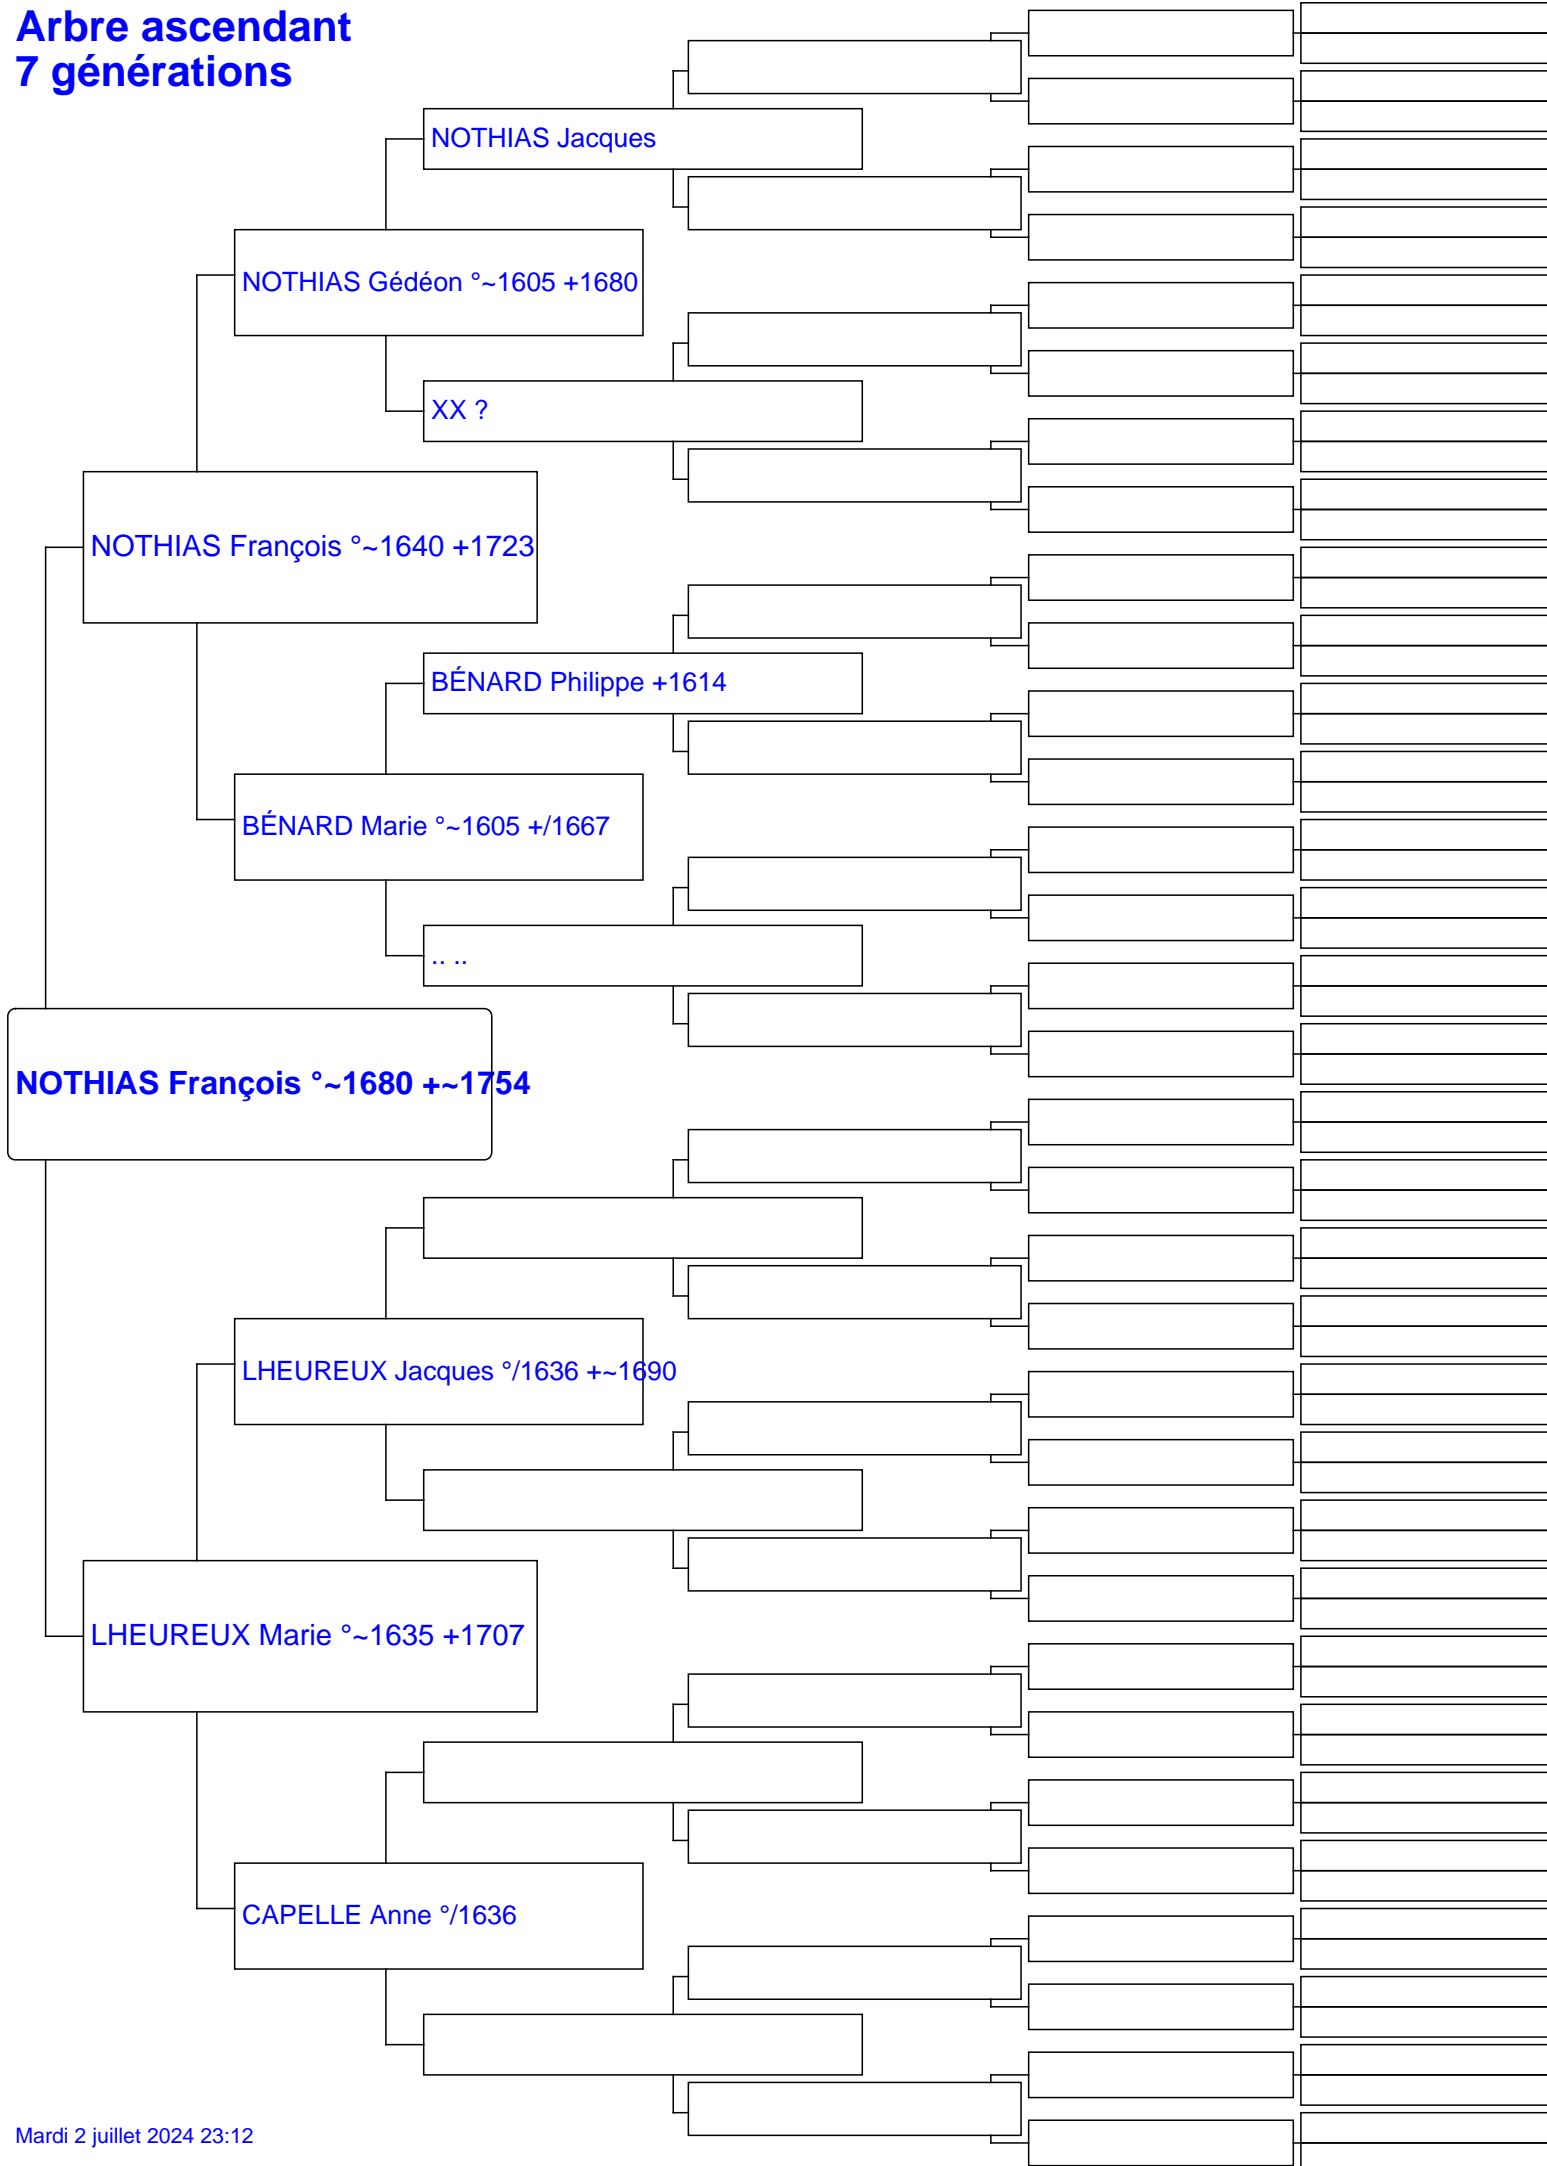 Arbre ascendant
7 générations
NOTHIAS Jacques
NOTHIAS Gédéon °~1605 +1680
XX ?
NOTHIAS François °~1640 +1723
BÉNARD Philippe +1614
BÉNARD Marie °~1605 +/1667
.. ..
NOTHIAS François °~1680 +~1754
LHEUREUX Jacques °/1636 +~1690
LHEUREUX Marie °~1635 +1707
CAPELLE Anne °/1636
Mardi 2 juillet 2024 23:12